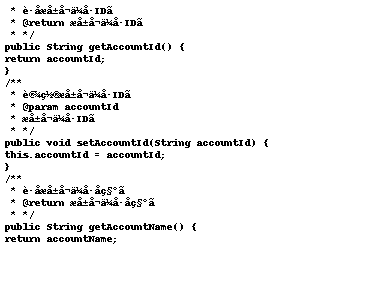 * è·åæå±å¬ä¼å·IDã
* @return æå±å¬ä¼å·IDã
* */
public String getAccountId() {
return accountId;
}
/**
* è®¾ç½®æå±å¬ä¼å·IDã
* @param accountId
* æå±å¬ä¼å·IDã
* */
public void setAccountId(String accountId) {
this.accountId = accountId;
}
/**
* è·åæå±å¬ä¼å·åç§°ã
* @return æå±å¬ä¼å·åç§°ã
* */
public String getAccountName() {
return accountName;